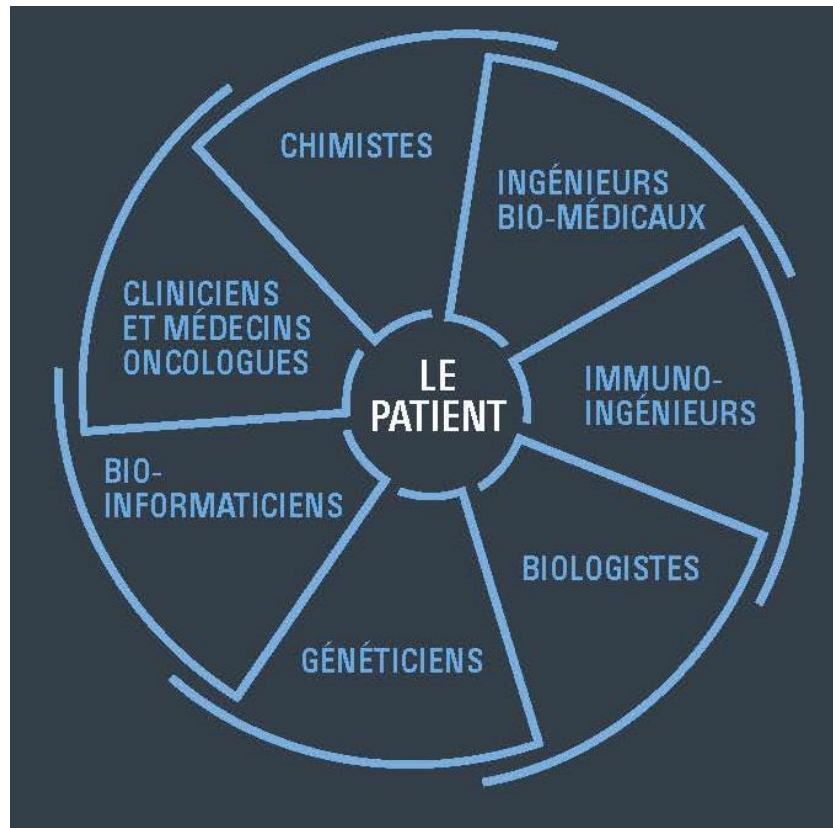 CHIMISTES
INGÉNIEURS
BIO-MÉDICAUX
CLINICIENS
ET MÉDECINS
ONCOLOGUES
LE
PATIENT
IMMUNO-
INGÉNIEURS
BIO-
INFORMATICIENS
BIOLOGISTES
GÉNÉTICIENS